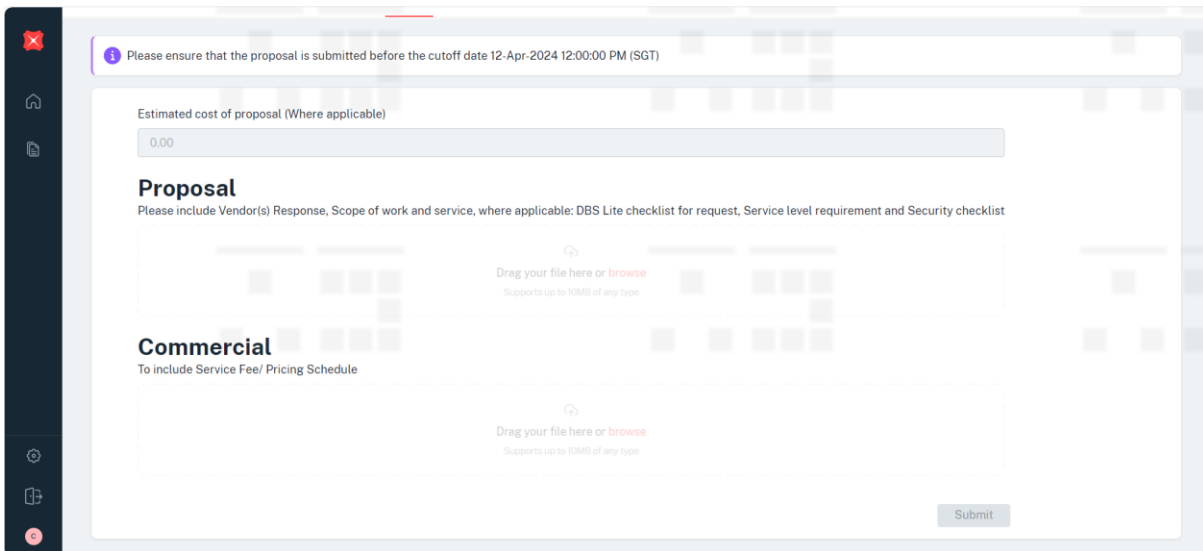 Please ensure that the proposal is submitted before the cutoff date 12-Apr-2024 12:00:00 PM (SGT)
Estimated cost of proposal (Where applicable)
0.00
Proposal
Please include Vendor(s) Response, Scope of work and service, where applicable: DBS Lite checklist for request, Service level requirement and Security checklist
Drag your file here or browse
Supports up to 10MB of any type
Commercial
To include Service Fee/ Pricing Schedule
Drag your file here or browse
Supports up to 10MB of any type
Submit
C